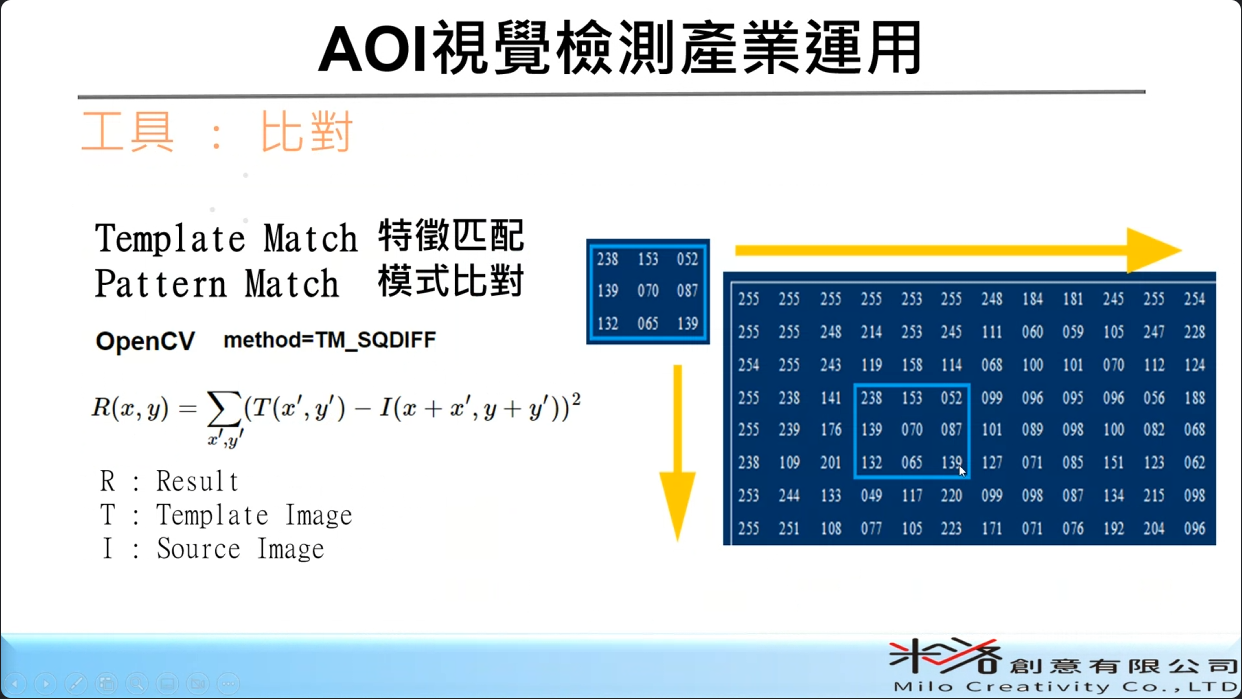 AOI視覺檢測產業運用
工具 : 比對
Template Match 特徵匹配
Pattern Match 模式比對
OpenCV method=TM_SQDIFF
R(x, y) = ∑x′,y′ (T(x′, y′) − I(x + x′, y + y′))²
R : Result
T : Template Image
I : Source Image
238 153 052
139 070 087
132 065 139
255 255 255 255 253 255 248 184 181 245 255 254
255 255 248 214 253 245 111 060 059 105 247 228
254 255 243 119 158 114 068 100 101 070 112 124
255 238 141 238 153 052 099 096 095 096 056 188
255 239 176 139 070 087 101 089 098 100 082 068
238 109 201 132 065 139 127 071 085 151 123 062
253 244 133 049 117 220 099 098 087 134 215 098
255 251 108 077 105 223 171 071 076 192 204 096
米洛創意有限公司
Milo Creativity Co.,LTD